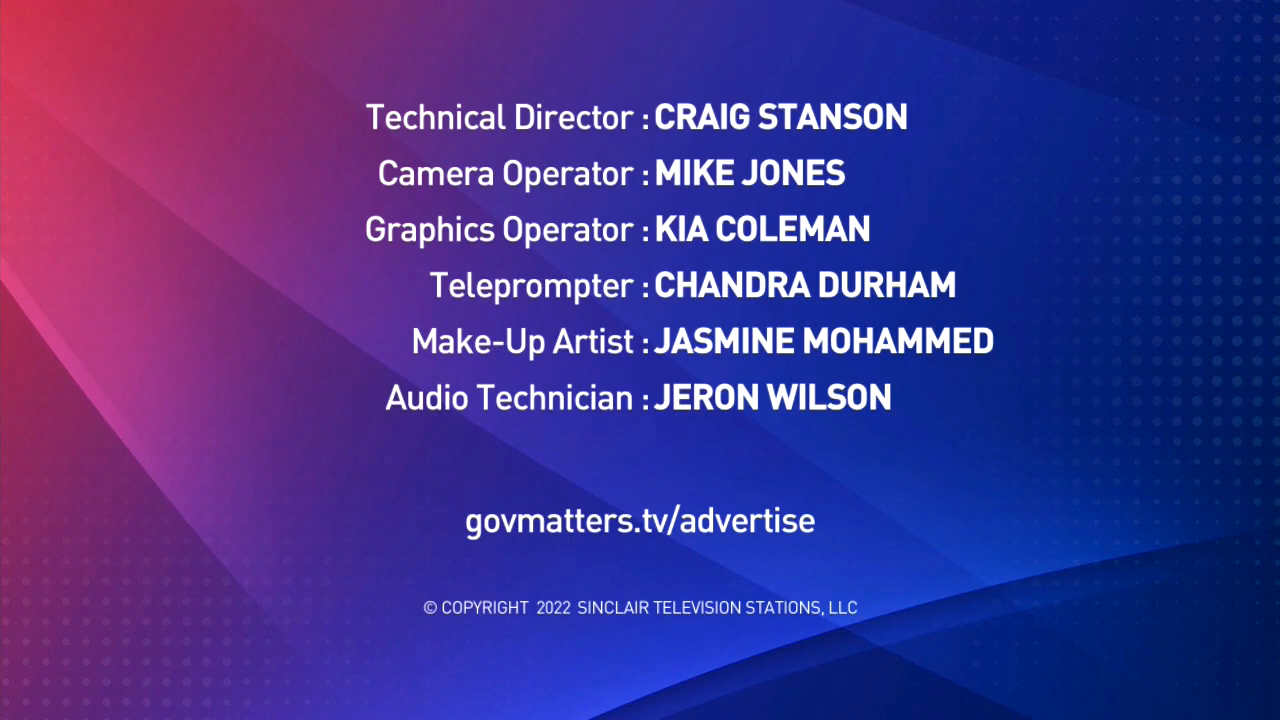 Technical Director : CRAIG STANSON
Camera Operator : MIKE JONES
Graphics Operator : KIA COLEMAN
Teleprompter : CHANDRA DURHAM
Make-Up Artist : JASMINE MOHAMMED
Audio Technician : JERON WILSON
govmatters.tv/advertise
© COPYRIGHT 2022 SINCLAIR TELEVISION STATIONS, LLC